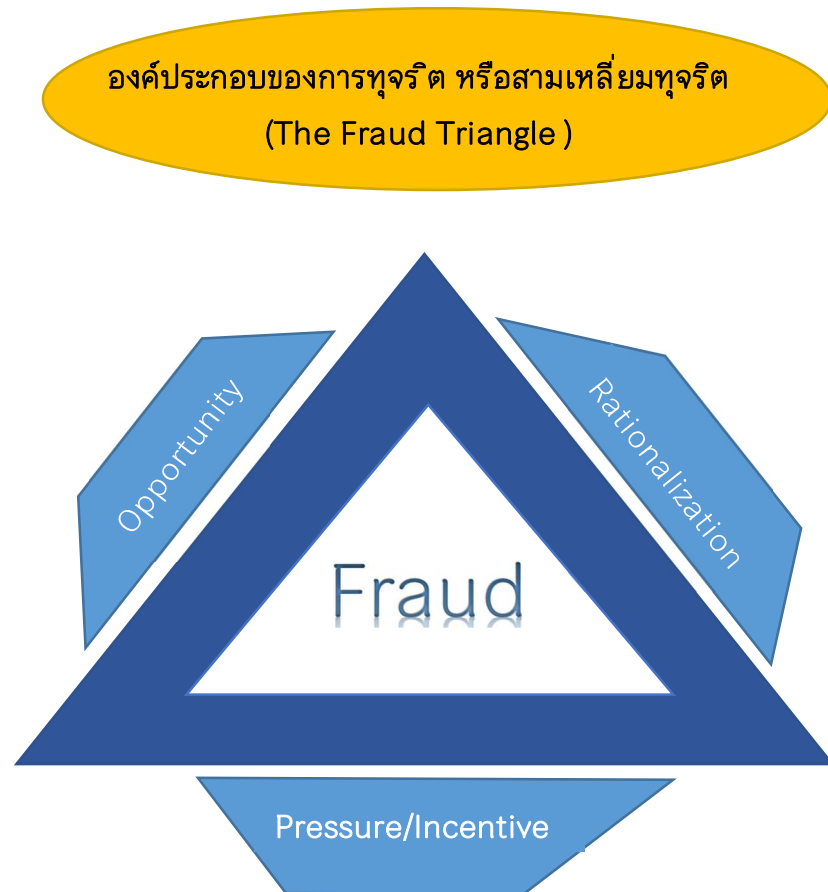 องค์ประกอบของการทุจริต หรือสามเหลี่ยมทุจริต
(The Fraud Triangle )
Opportunity
Rationalization
Fraud
Pressure/Incentive